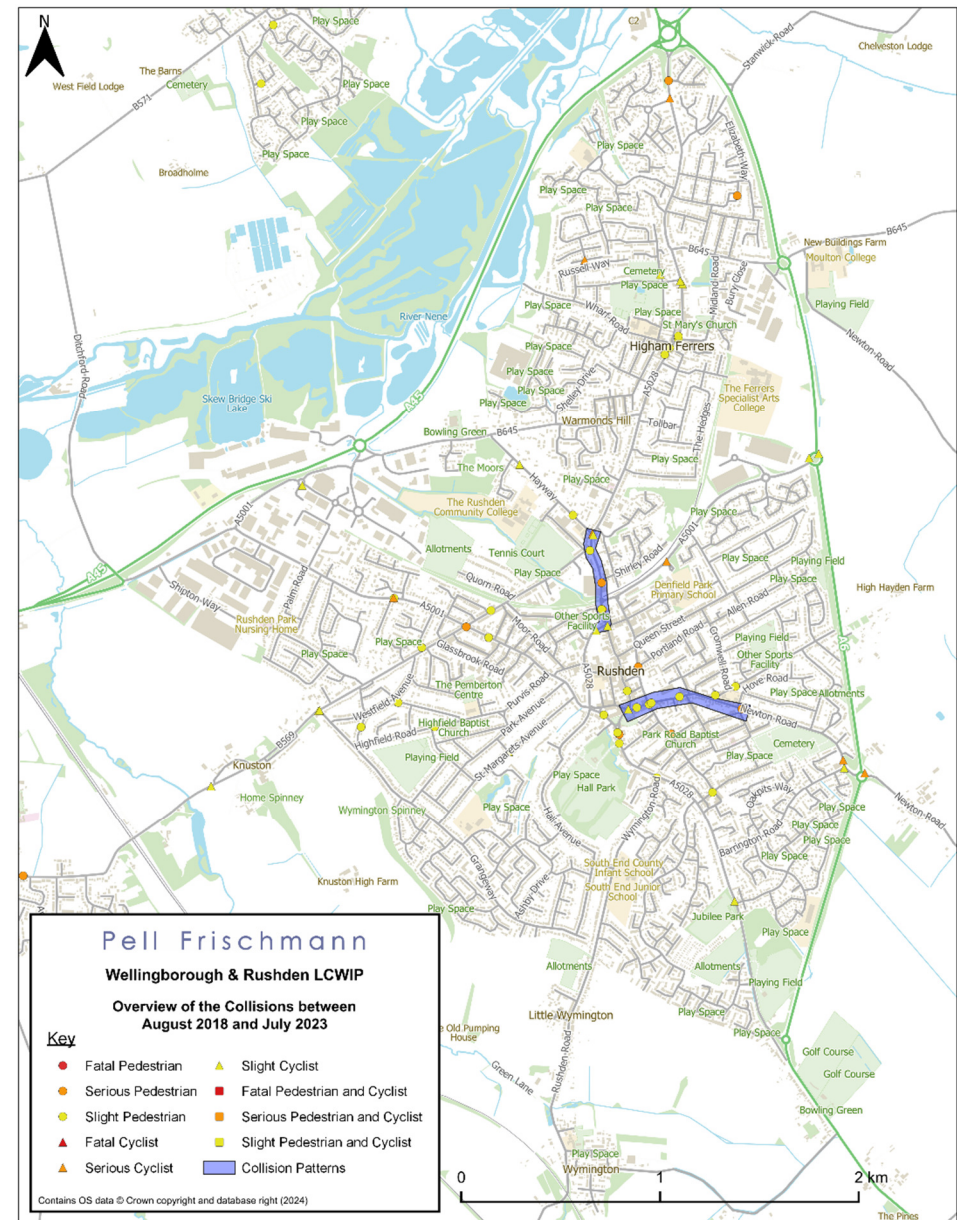 N
C2
Play Space
Stanwick-Road
Chelveston Lodge
The Barns
West Field Lodge
Cemetery
Play Space
B571
Play Space
Play Space
Broadholme
Elizabeth-Way
Play Space
Play Space
Play Space
B645
B645
New Buildings Farm
Moulton College
Russell-Way
Cemetery
Play Space
Midland-Road
Bury-Close
Playing Field
River Nene
Play Space
Wharf-Road
Play Space
St Mary's Church
Newton-Road
Ditchford-Road
Play Space
Higham Ferrers
Play Space
Play Space
Play Space
Shelley-Drive
A5028
The Ferrers
Specialist Arts
College
Skew Bridge Ski
Lake
A45
Warmonds Hill
Tollbar
The-Hedges
Bowling Green
B645
The Moors
Hayway
Play Space
Play Space
The Rushden
Community College
A5001
Play Space
A5001
Allotments
Tennis Court
Shirley-Road
Play Space
Playing Field
Play Space
Play Space
A45
Shipton-Way
Palm-Road
Quorn-Road
Denfield Park
Primary School
High Hayden Farm
Rushden Park
Nursing Home
A5001
Moor-Road
Other Sports
Facility
Queen-Street
Portland-Road
Allen-Road
Cromwell-Road
Playing Field
Other Sports
Facility
A6
Play Space
Play Space
Glassbrook-Road
Rushden
A5028
Hove-Road
The Pemberton
Centre
Purvis-Road
Play Space
Allotments
Westfield-Avenue
Park-Avenue
Newton-Road
Highfield-Road
Highfield Baptist
Church
St-Margarets-Avenue
Park Road Baptist
Church
Cemetery
B569
Playing Field
Play Space
Knuston
Play Space
Hall Park
Wymington-Road
A5028
Oakpits-Way
Play Space
Newton-Road
Home Spinney
Wymington Spinney
Play Space
Hall-Avenue
Barrington-Road
Play Space
Play Space
Play Space
Knuston High Farm
Grangeway
Ashby-Drive
South End County
Infant School
South End Junior
School
Play Space
Jubilee Park
Play Space
Allotments
Allotments
Playing Field
Play Space
Little Wymington
Play Space
e Old Pumping
House
Rushden-Road
Golf Course
Golf Course
Green Lane
Bowling Green
Play Space
Wymington
The Pines
Pell Frischmann
Wellingborough & Rushden LCWIP
Overview of the Collisions between
August 2018 and July 2023
Key
Fatal Pedestrian
Slight Cyclist
Serious Pedestrian
Fatal Pedestrian and Cyclist
Slight Pedestrian
Serious Pedestrian and Cyclist
Fatal Cyclist
Slight Pedestrian and Cyclist
Serious Cyclist
Collision Patterns
Contains OS data © Crown copyright and database right (2024)
0 1 2 km